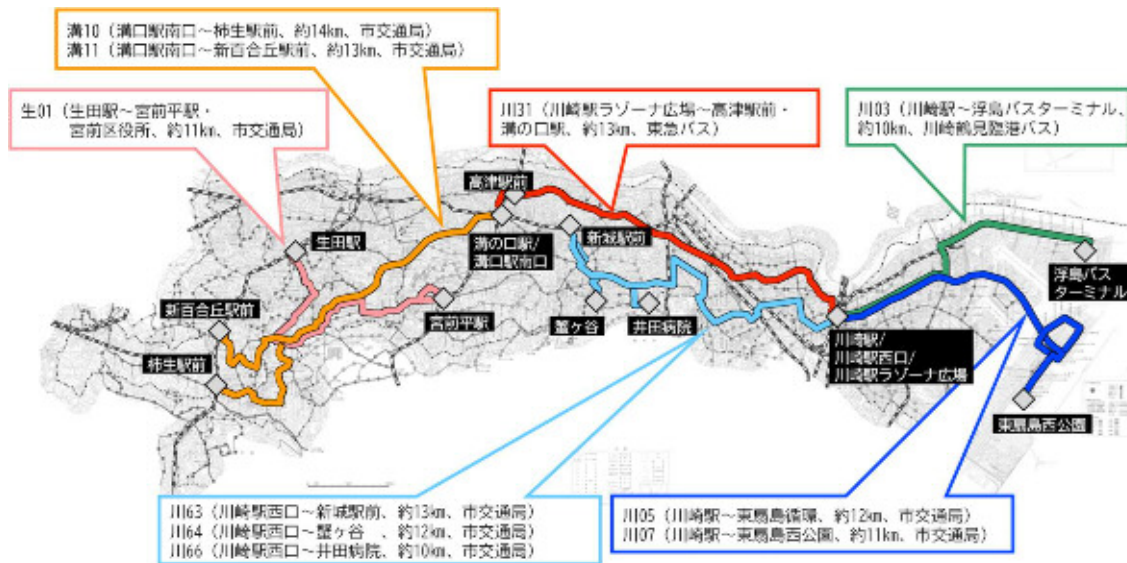 溝10（溝口駅南口～柿生駅前、約14km、市交通局）
溝11（溝口駅南口～新百合丘駅前、約13km、市交通局）
生01（生田駅～宮前平駅・
宮前区役所、約11km、市交通局）
川31（川崎駅ラゾーナ広場～高津駅前・
溝の口駅、約13km、東急バス）
川03（川崎駅～浮島バスターミナル、
約10km、川崎鶴見臨港バス）
高津駅前
生田駅
溝の口駅/
溝口駅南口
新城駅前
浮島バス
ターミナル
新百合丘駅前
宮前平駅
蟹ヶ谷
井田病院
川崎駅/
川崎駅西口/
川崎駅ラゾーナ広場
柿生駅前
東扇島西公園
川63（川崎駅西口～新城駅前、約13km、市交通局）
川64（川崎駅西口～蟹ヶ谷　、約12km、市交通局）
川66（川崎駅西口～井田病院、約10km、市交通局）
川05（川崎駅～東扇島循環、約12km、市交通局）
川07（川崎駅～東扇島西公園、約11km、市交通局）